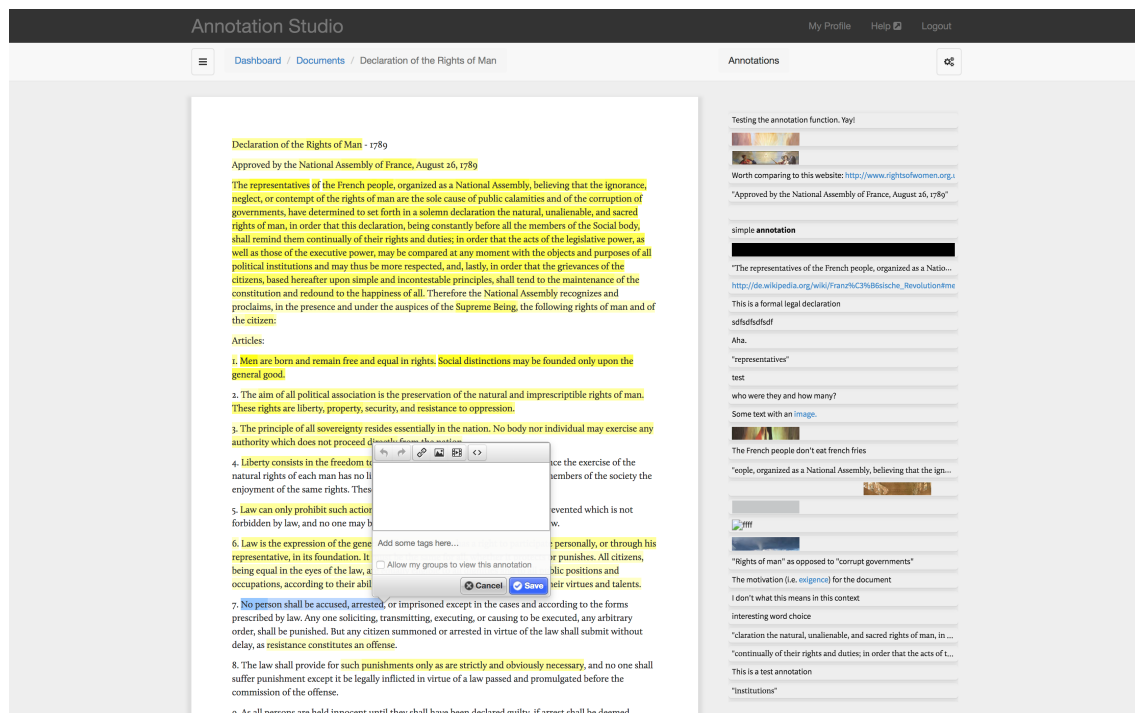 Annotation Studio
My Profile Help Logout
Dashboard / Documents / Declaration of the Rights of Man
Annotations
Declaration of the Rights of Man - 1789
Approved by the National Assembly of France, August 26, 1789
The representatives of the French people, organized as a National Assembly, believing that the ignorance,
neglect, or contempt of the rights of man are the sole cause of public calamities and of the corruption of
governments, have determined to set forth in a solemn declaration the natural, unalienable, and sacred
rights of man, in order that this declaration, being constantly before all the members of the Social body,
shall remind them continually of their rights and duties; in order that the acts of the legislative power, as
well as those of the executive power, may be compared at any moment with the objects and purposes of all
political institutions and may thus be more respected, and, lastly, in order that the grievances of the
citizens, based hereafter upon simple and incontestable principles, shall tend to the maintenance of the
constitution and redound to the happiness of all. Therefore the National Assembly recognizes and
proclaims, in the presence and under the auspices of the Supreme Being, the following rights of man and of
the citizen:
Articles:
1. Men are born and remain free and equal in rights. Social distinctions may be founded only upon the
general good.
2. The aim of all political association is the preservation of the natural and imprescriptible rights of man.
These rights are liberty, property, security, and resistance to oppression.
3. The principle of all sovereignty resides essentially in the nation. No body nor individual may exercise any
authority which does not proceed directly from the nation.
4. Liberty consists in the freedom to
ce the exercise of the
natural rights of each man has no li
embers of the society the
enjoyment of the same rights. Thes
5. Law can only prohibit such action
evented which is not
forbidden by law, and no one may b
w.
6. Law is the expression of the gene
e personally, or through his
representative, in its foundation. It
or punishes. All citizens,
being equal in the eyes of the law, a
blic positions and
occupations, according to their abil
heir virtues and talents.
Add some tags here…
Allow my groups to view this annotation
Cancel Save
7. No person shall be accused, arrested, or imprisoned except in the cases and according to the forms
prescribed by law. Any one soliciting, transmitting, executing, or causing to be executed, any arbitrary
order, shall be punished. But any citizen summoned or arrested in virtue of the law shall submit without
delay, as resistance constitutes an offense.
8. The law shall provide for such punishments only as are strictly and obviously necessary, and no one shall
suffer punishment except it be legally inflicted in virtue of a law passed and promulgated before the
commission of the offense.
9. As all persons are held innocent until they shall have been declared guilty, if arrest shall be deemed
Testing the annotation function. Yay!
Worth comparing to this website: http://www.rightsofwomen.org.u
"Approved by the National Assembly of France, August 26, 1789"
simple annotation
"The representatives of the French people, organized as a Natio...
http://de.wikipedia.org/wiki/Franz%C3%B6sische_Revolution#me
This is a formal legal declaration
sdfsdfsdfsdf
Aha.
"representatives"
test
who were they and how many?
Some text with an image.
The French people don't eat french fries
"eople, organized as a National Assembly, believing that the ign...
ffff
"Rights of man" as opposed to "corrupt governments"
The motivation (i.e. exigence) for the document
I don't what this means in this context
interesting word choice
"claration the natural, unalienable, and sacred rights of man, in ...
"continually of their rights and duties; in order that the acts of t...
This is a test annotation
"institutions"